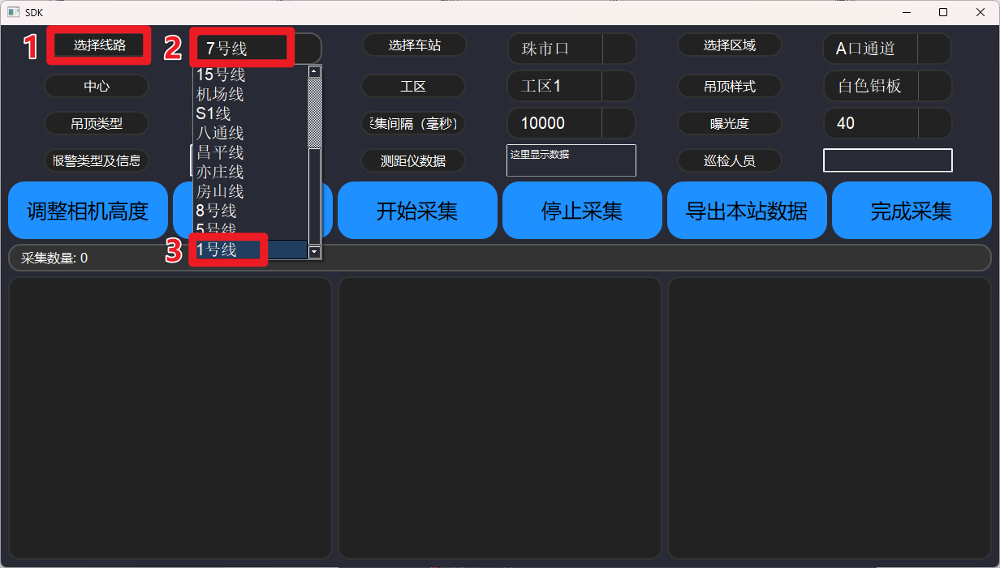 SDK
1 选择线路 2 7号线 选择车站 珠市口 选择区域 A口通道
15号线
机场线
中心 工区 工区1 吊顶样式 白色铝板
S1线
八通线
吊顶类型 采集间隔（毫秒） 10000 曝光度 40
昌平线
报警类型及信息 测距仪数据 这里显示数据 巡检人员
亦庄线
房山线
8号线
调整相机高度 开始采集 停止采集 导出本站数据 完成采集
5号线
3 1号线
采集数量: 0